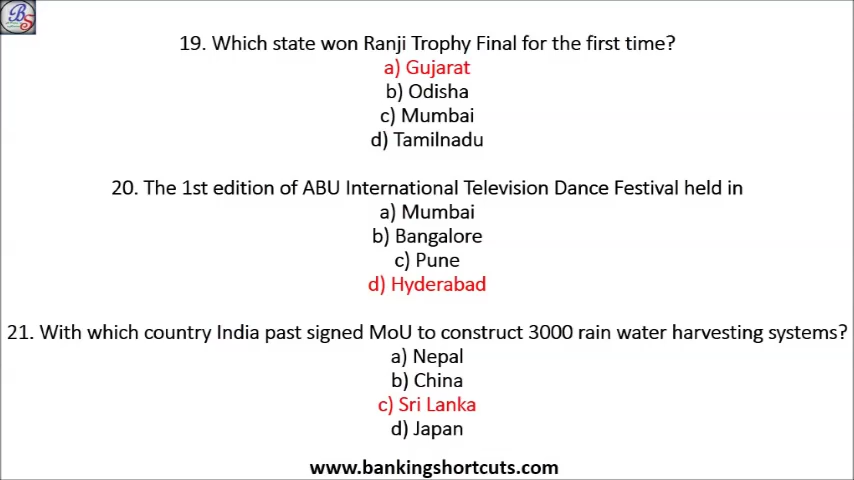 BS
19. Which state won Ranji Trophy Final for the first time?
a) Gujarat
b) Odisha
c) Mumbai
d) Tamilnadu
20. The 1st edition of ABU International Television Dance Festival held in
a) Mumbai
b) Bangalore
c) Pune
d) Hyderabad
21. With which country India past signed MoU to construct 3000 rain water harvesting systems?
a) Nepal
b) China
c) Sri Lanka
d) Japan
www.bankingshortcuts.com